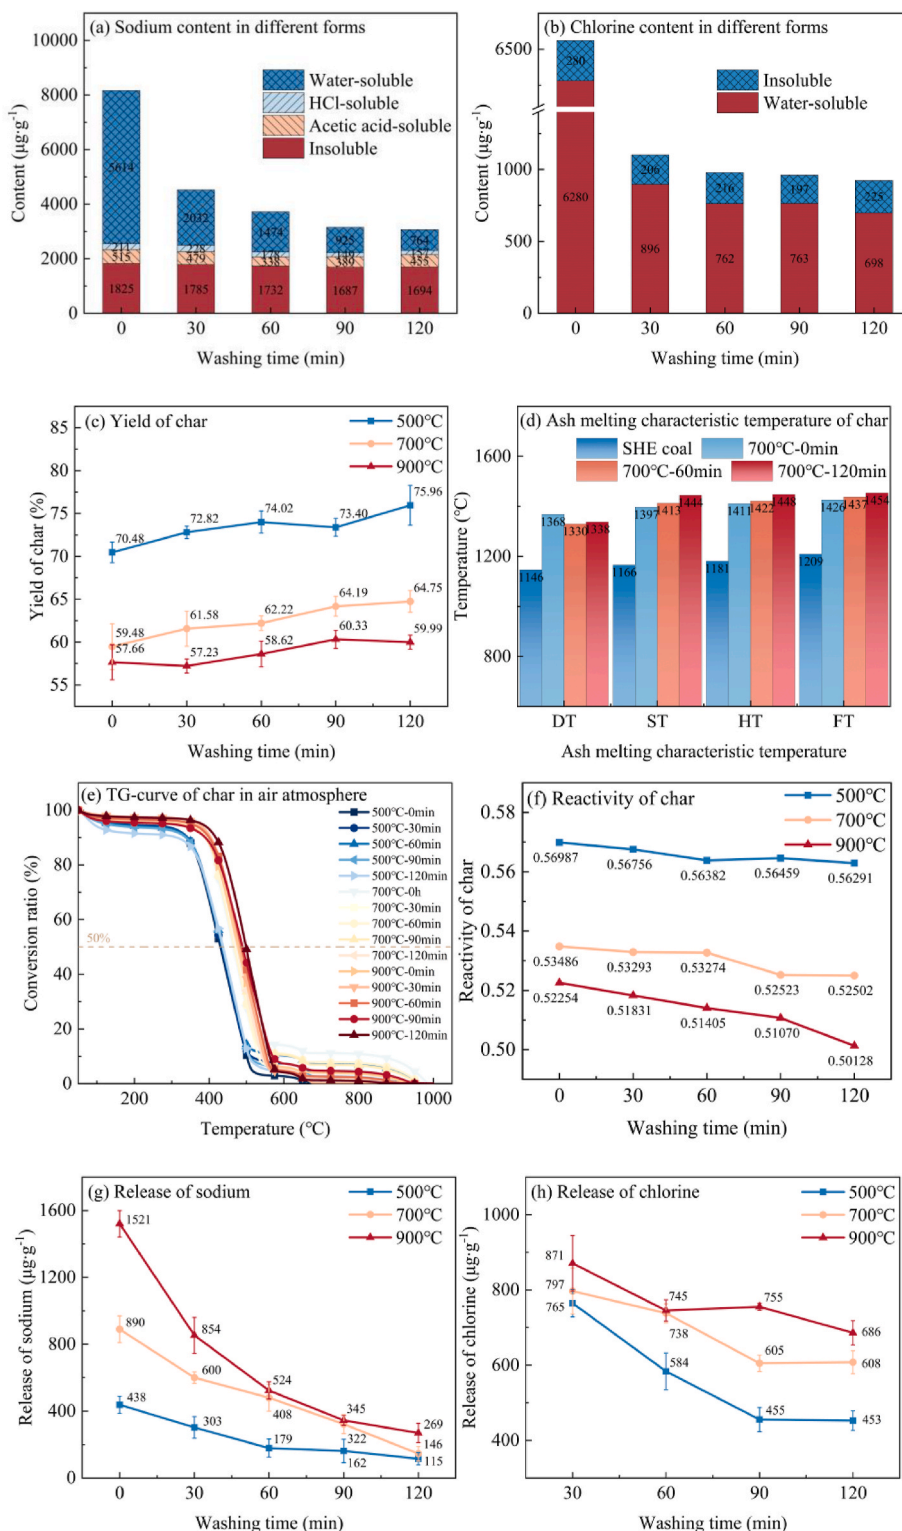 (a) Sodium content in different forms
10000
8000
6000
4000
2000
0
Content (μg·g⁻¹)
Water-soluble
HCl-soluble
Acetic acid-soluble
Insoluble
5614
211
515
1825
2032
228
479
1785
1474
178
338
1732
925
389
1687
764
157
455
1694
0 30 60 90 120
Washing time (min)
(b) Chlorine content in different forms
6500
1000
500
0
Content (μg·g⁻¹)
Insoluble
Water-soluble
280
6280
206
896
216
762
197
763
225
698
0 30 60 90 120
Washing time (min)
(c) Yield of char
500℃
700℃
900℃
85
80
75
70
65
60
55
Yield of char (%)
70.48 72.82 74.02 73.40 75.96
59.48 61.58 62.22 64.19 64.75
57.66 57.23 58.62 60.33 59.99
0 30 60 90 120
Washing time (min)
(d) Ash melting characteristic temperature of char
SHE coal 700℃-0min
700℃-60min 700℃-120min
1600
1200
800
Temperature (℃)
1146 1368 1330 1338
1166 1397 1413 1444
1181 1411 1422 1448
1209 1426 1437 1454
DT ST HT FT
Ash melting characteristic temperature
(e) TG-curve of char in air atmosphere
100
80
60
40
20
0
Conversion ratio (%)
50%
500℃-0min
500℃-30min
500℃-60min
500℃-90min
500℃-120min
700℃-0h
700℃-30min
700℃-60min
700℃-90min
700℃-120min
900℃-0min
900℃-30min
900℃-60min
900℃-90min
900℃-120min
200 400 600 800 1000
Temperature (℃)
(f) Reactivity of char
500℃
700℃
900℃
0.58
0.56
0.54
0.52
0.50
Reactivity of char
0.56987 0.56756 0.56382 0.56459 0.56291
0.53486 0.53293 0.53274 0.52523 0.52502
0.52254 0.51831 0.51405 0.51070 0.50128
0 30 60 90 120
Washing time (min)
(g) Release of sodium
500℃
700℃
900℃
1600
1200
800
400
0
Release of sodium (μg·g⁻¹)
1521 854 524 345 269
890 600 408 322 146
438 303 179 162 115
0 30 60 90 120
Washing time (min)
(h) Release of chlorine
500℃
700℃
900℃
1000
800
600
400
Release of chlorine (μg·g⁻¹)
871 745 755 686
797 738 605 608
765 584 455 453
30 60 90 120
Washing time (min)